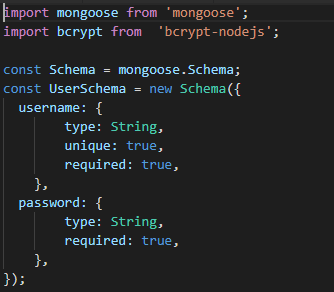 import mongoose from 'mongoose';
import bcrypt from  'bcrypt-nodejs';

const Schema = mongoose.Schema;
const UserSchema = new Schema({
  username: {
        type: String,
        unique: true,
        required: true,
    },
  password: {
        type: String,
        required: true,
    },
});